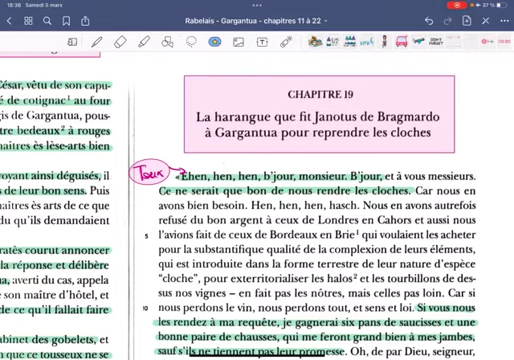 18:36 Samedi 5 mars
37 %
Rabelais - Gargantua - chapitres 11 à 22
César, vêtu de son capu-
é de cotignac¹ au four
gis de Gargantua, pous-
tre bedeaux² à rouges
maîtres ès lèse-arts bien
oyant ainsi déguisés, il
s de leur bon sens. Puis
maîtres ès arts de ce que
du qu'ils demandaient
ratès courut annoncer
la réponse et délibère
ua, averti du cas, appela
e son maître d'hôtel, et
de ce qu'il fallait faire
abinet des gobelets, et
e ce tousseux ne se
CHAPITRE 19
La harangue que fit Janotus de Bragmardo
à Gargantua pour reprendre les cloches
Toux
«Ehen, hen, hen, b'jour, monsieur. B'jour, et à vous messieurs.
Ce ne serait que bon de nous rendre les cloches. Car nous en
avons bien besoin. Hen, hen, hen, hasch. Nous en avons autrefois
refusé du bon argent à ceux de Londres en Cahors et aussi nous
5 l'avions fait de ceux de Bordeaux en Brie¹ qui voulaient les acheter
pour la substantifique qualité de la complexion de leurs éléments,
qui est introduite dans la forme terrestre de leur nature d'espèce
"cloche", pour exterritorialiser les halos² et les tourbillons de des-
sus nos vignes – en fait pas les nôtres, mais celles pas loin. Car si
10 nous perdons le vin, nous perdons tout, et sens et loi. Si vous nous
les rendez à ma requête, je gagnerai six pans de saucisses et une
bonne paire de chausses, qui me feront grand bien à mes jambes,
sauf s'ils ne tiennent pas leur promesse. Oh, de par Dieu, seigneur,